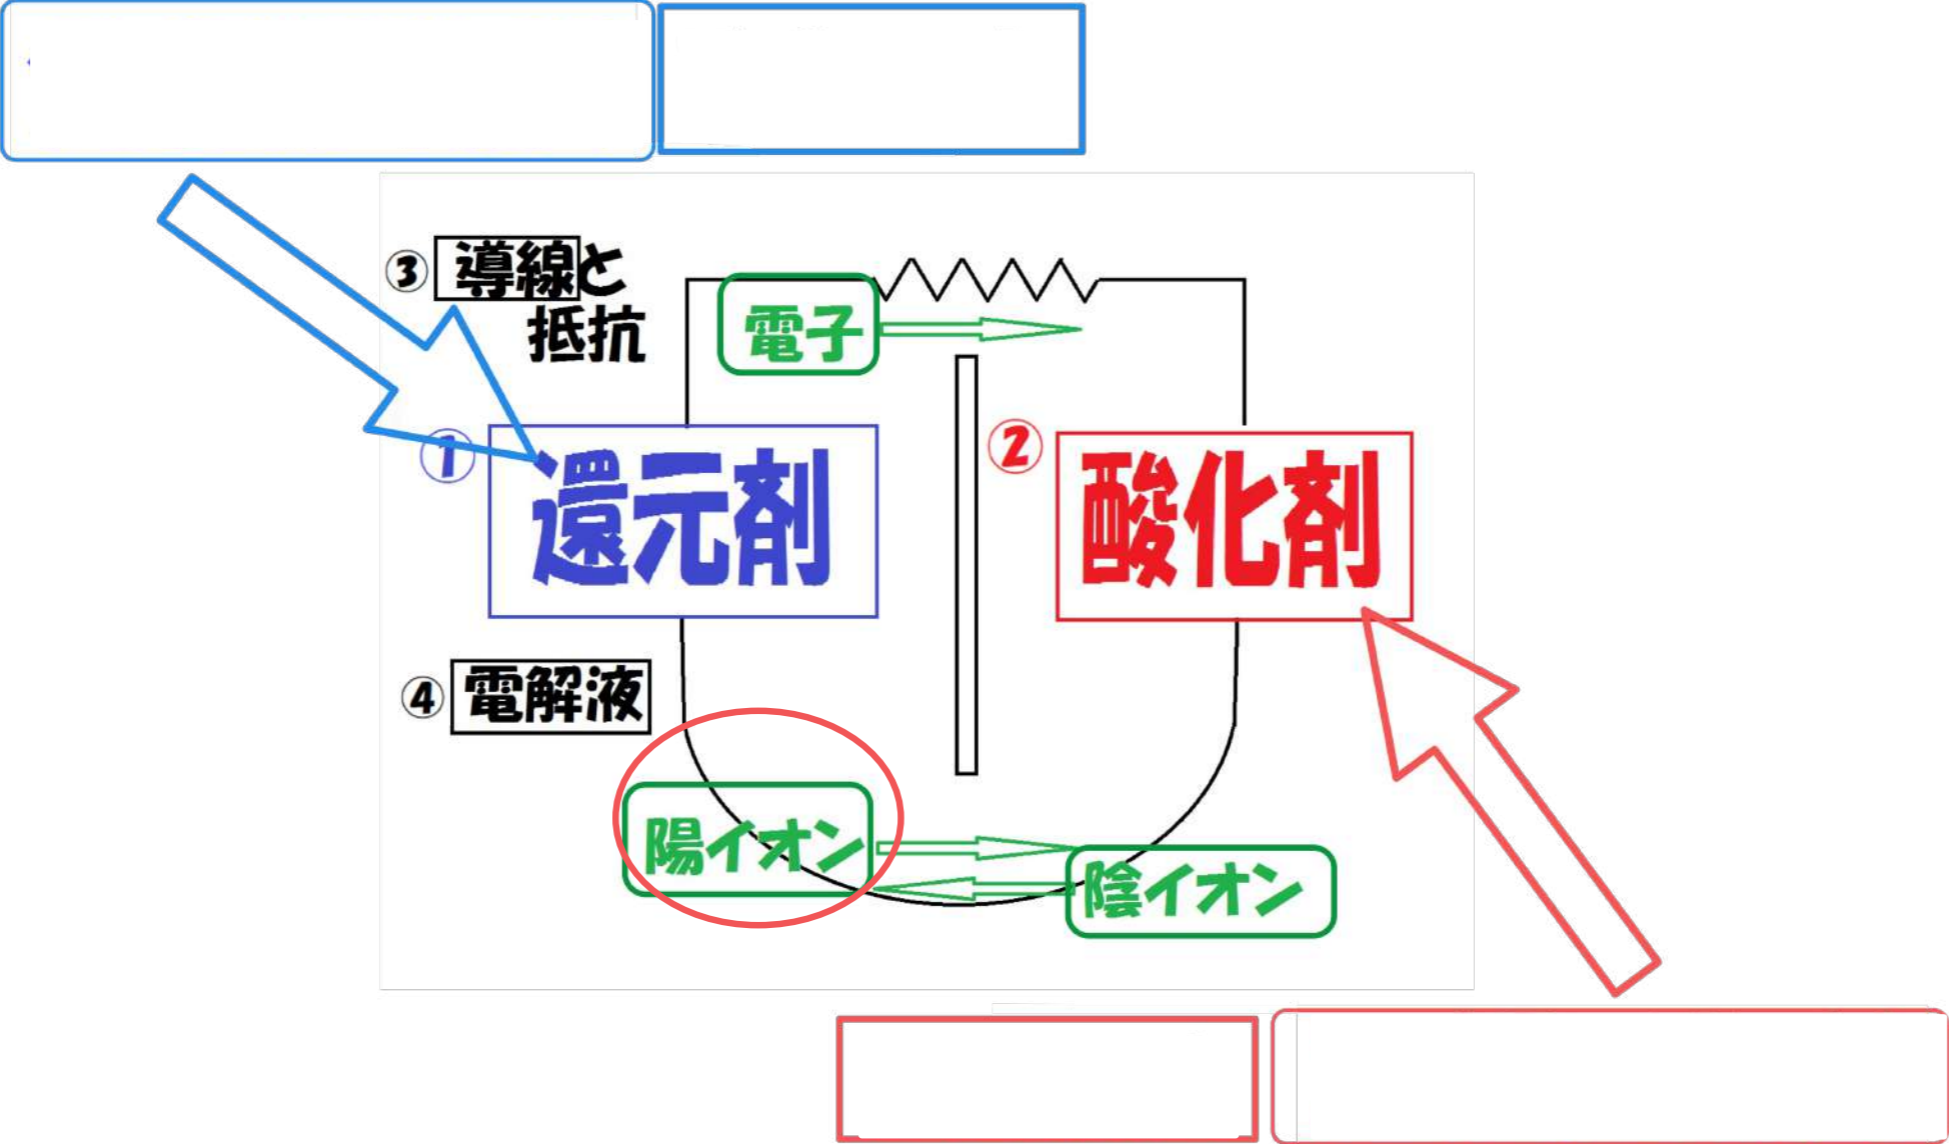 ③ 導線と
抵抗
電子
① 還元剤
② 酸化剤
④ 電解液
陽イオン
陰イオン